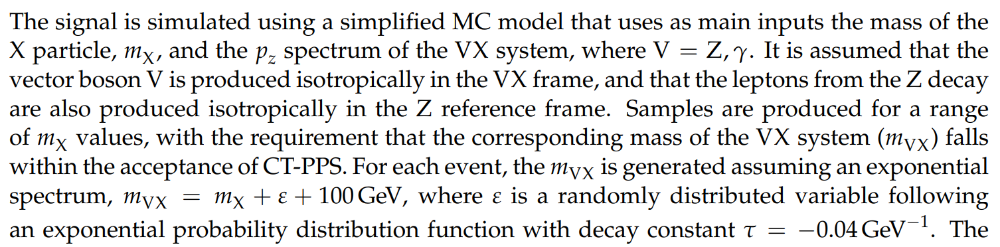 The signal is simulated using a simplified MC model that uses as main inputs the mass of the
X particle, m_X, and the p_z spectrum of the VX system, where V = Z, γ. It is assumed that the
vector boson V is produced isotropically in the VX frame, and that the leptons from the Z decay
are also produced isotropically in the Z reference frame. Samples are produced for a range
of m_X values, with the requirement that the corresponding mass of the VX system (m_VX) falls
within the acceptance of CT-PPS. For each event, the m_VX is generated assuming an exponential
spectrum, m_VX = m_X + ε + 100 GeV, where ε is a randomly distributed variable following
an exponential probability distribution function with decay constant τ = −0.04 GeV⁻¹. The